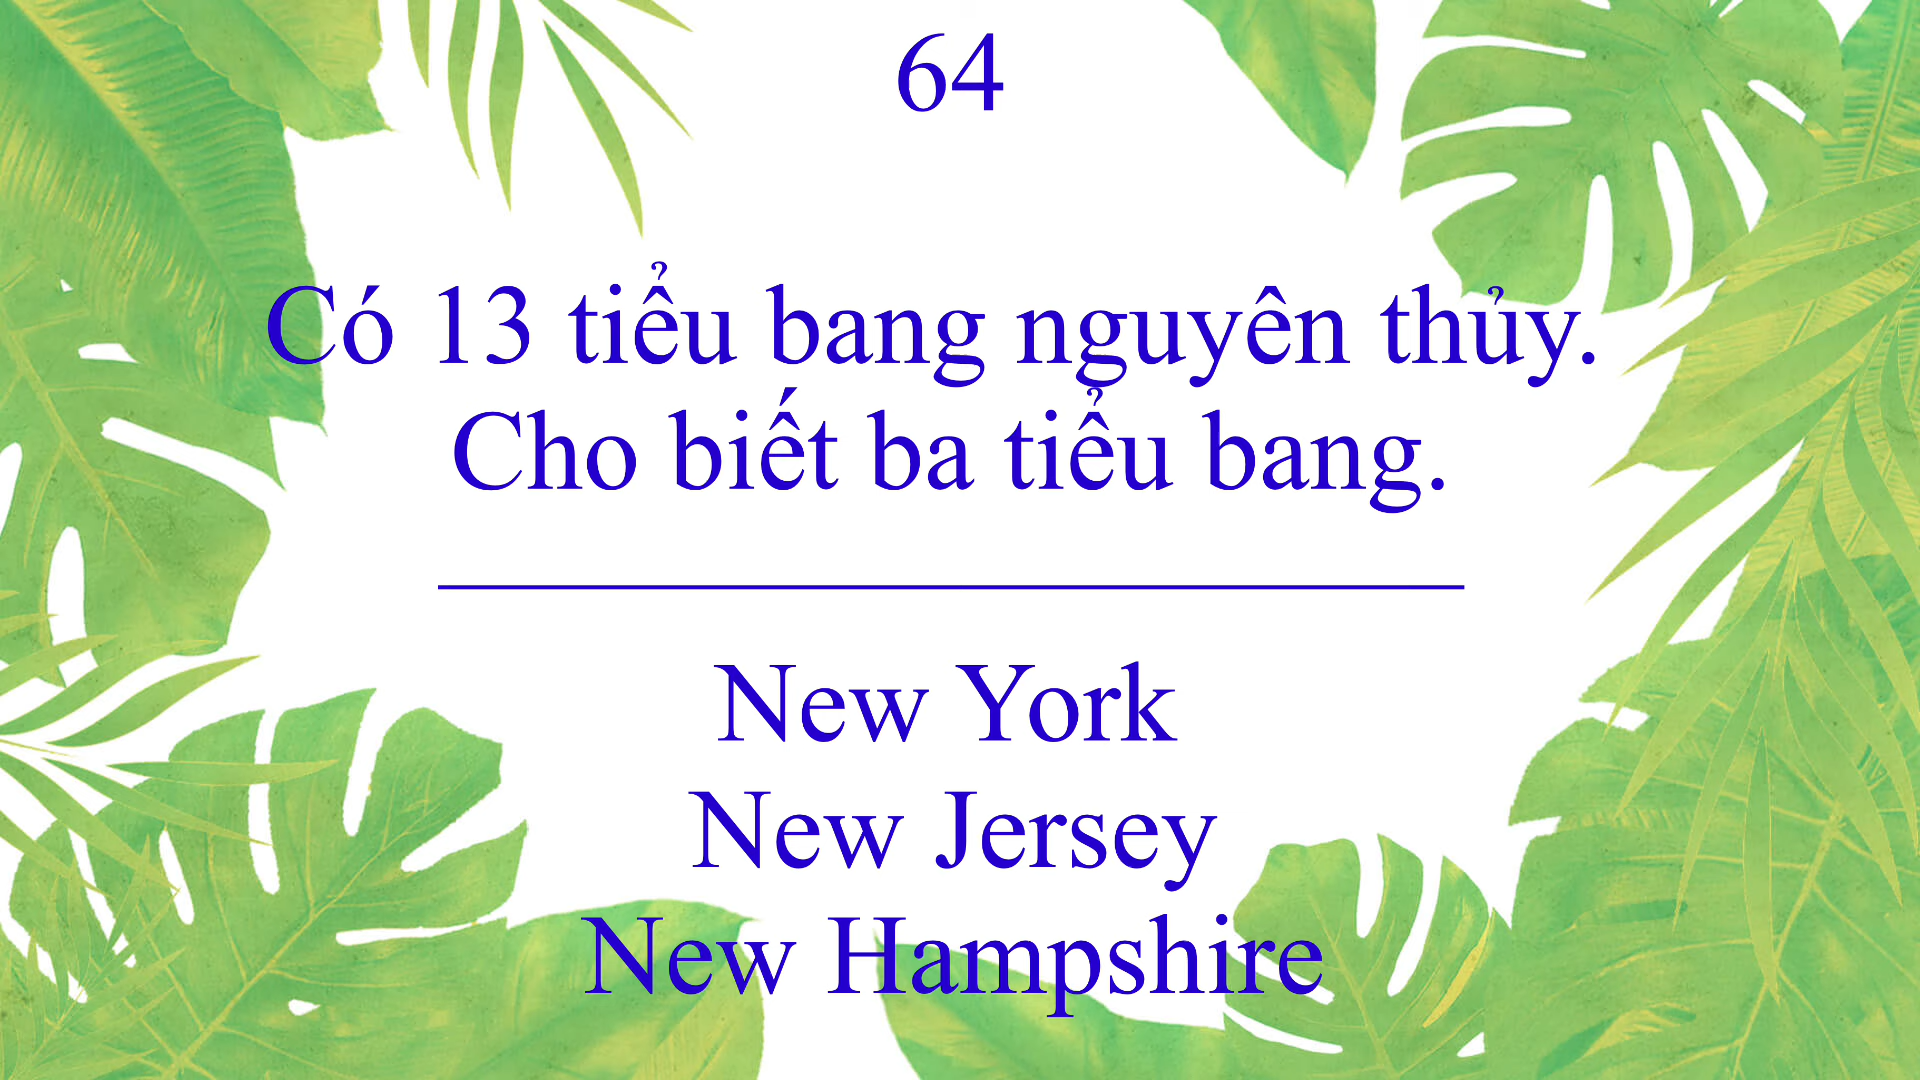 64
Có 13 tiểu bang nguyên thủy.
Cho biết ba tiểu bang.
New York
New Jersey
New Hampshire